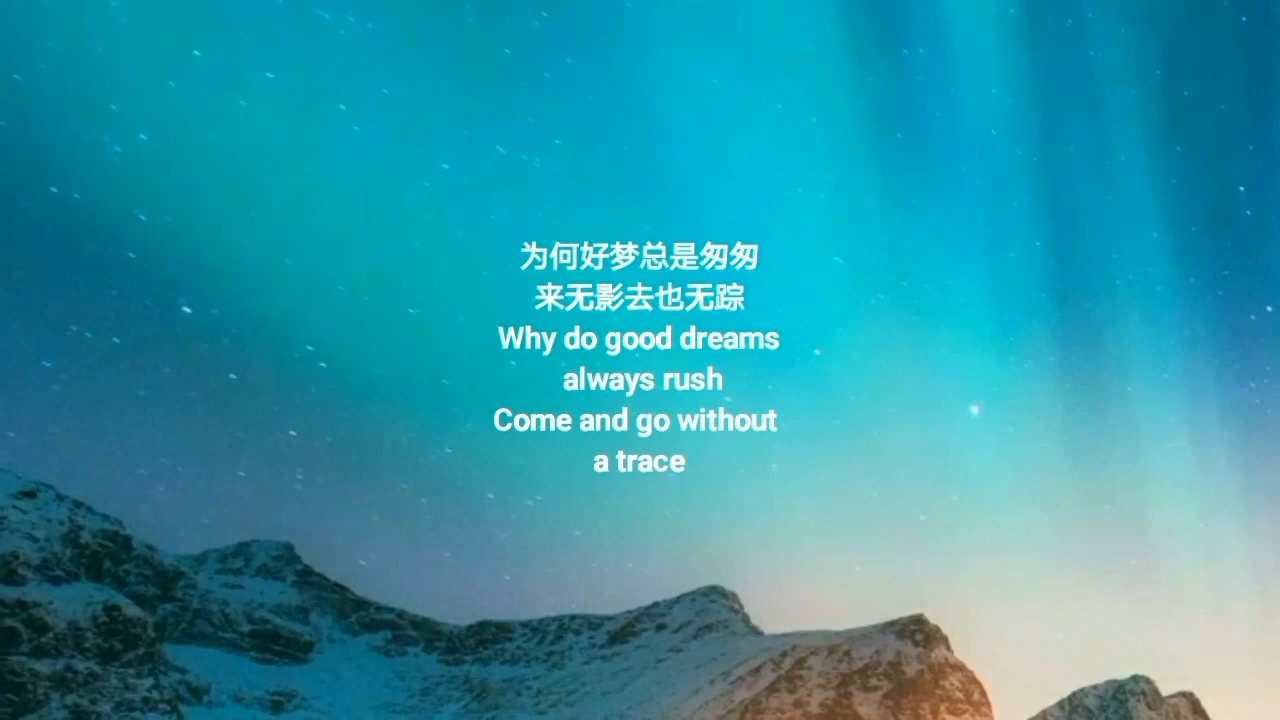 为何好梦总是匆匆
来无影去也无踪
Why do good dreams
always rush
Come and go without
a trace